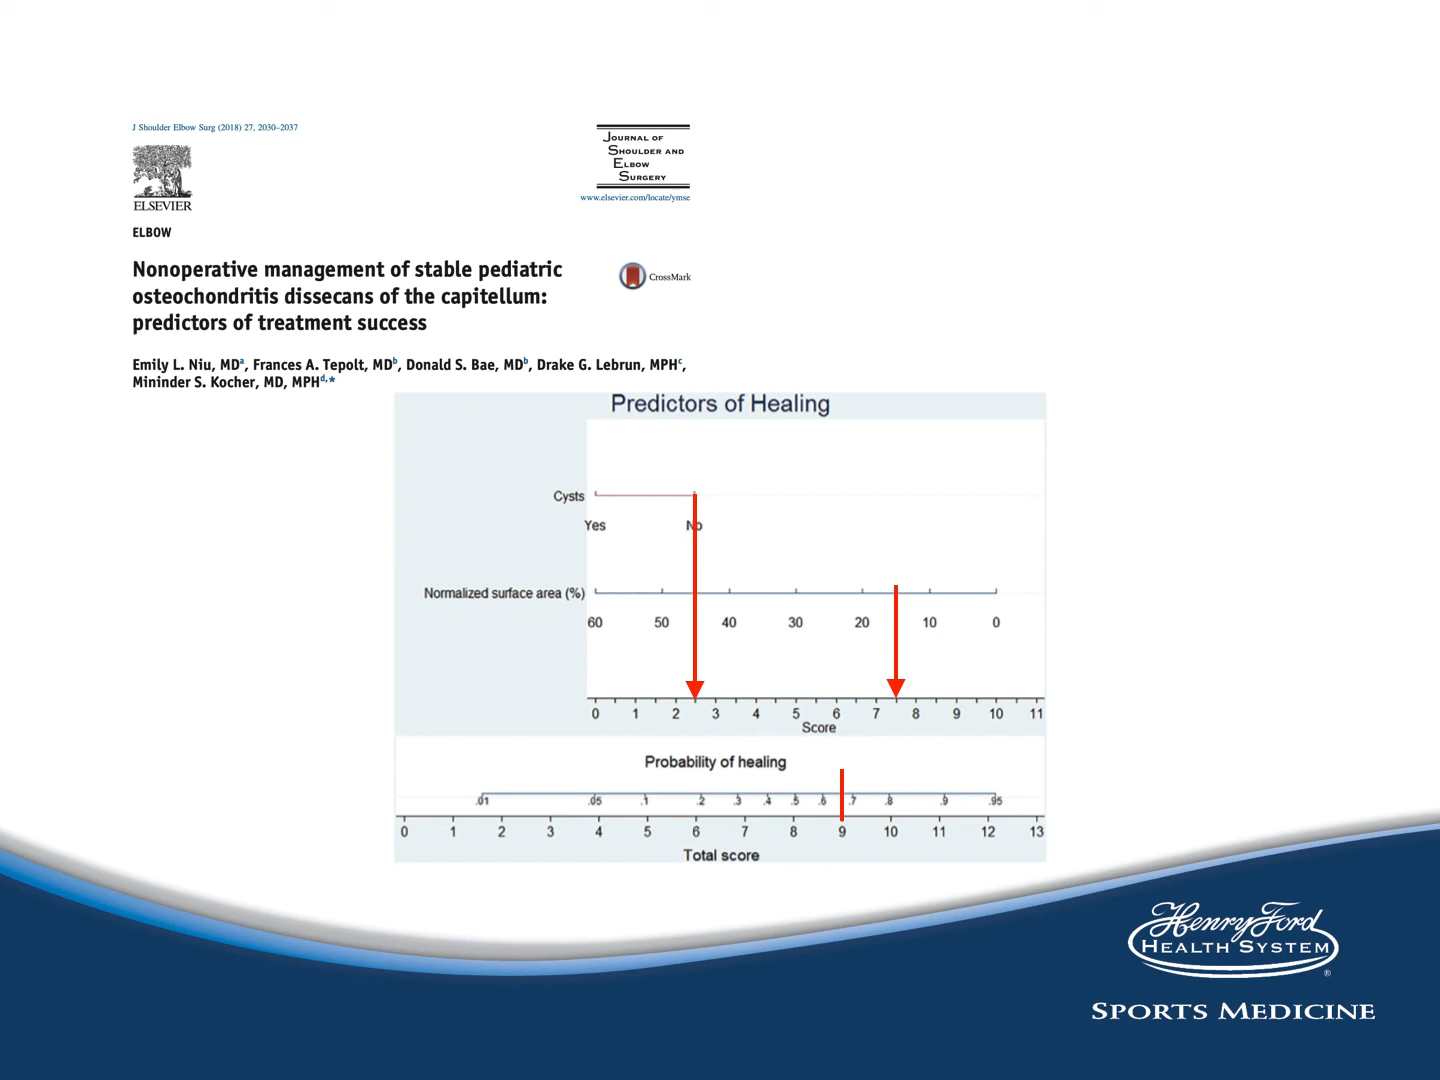 J Shoulder Elbow Surg (2018) 27, 2030–2037
JOURNAL OF
SHOULDER AND
ELBOW
SURGERY
ELSEVIER
www.elsevier.com/locate/ymse
ELBOW
Nonoperative management of stable pediatric
osteochondritis dissecans of the capitellum:
predictors of treatment success
CrossMark
Emily L. Niu, MDa, Frances A. Tepolt, MDb, Donald S. Bae, MDb, Drake G. Lebrun, MPHc,
Mininder S. Kocher, MD, MPHd,*
Predictors of Healing
Cysts
Yes No
Normalized surface area (%)
60 50 40 30 20 10 0
0 1 2 3 4 5 6 7 8 9 10 11
Score
Probability of healing
.01 .05 .1 .2 .3 .4 .5 .6 .7 .8 .9 .95
0 1 2 3 4 5 6 7 8 9 10 11 12 13
Total score
Henry Ford
HEALTH SYSTEM
®
SPORTS MEDICINE